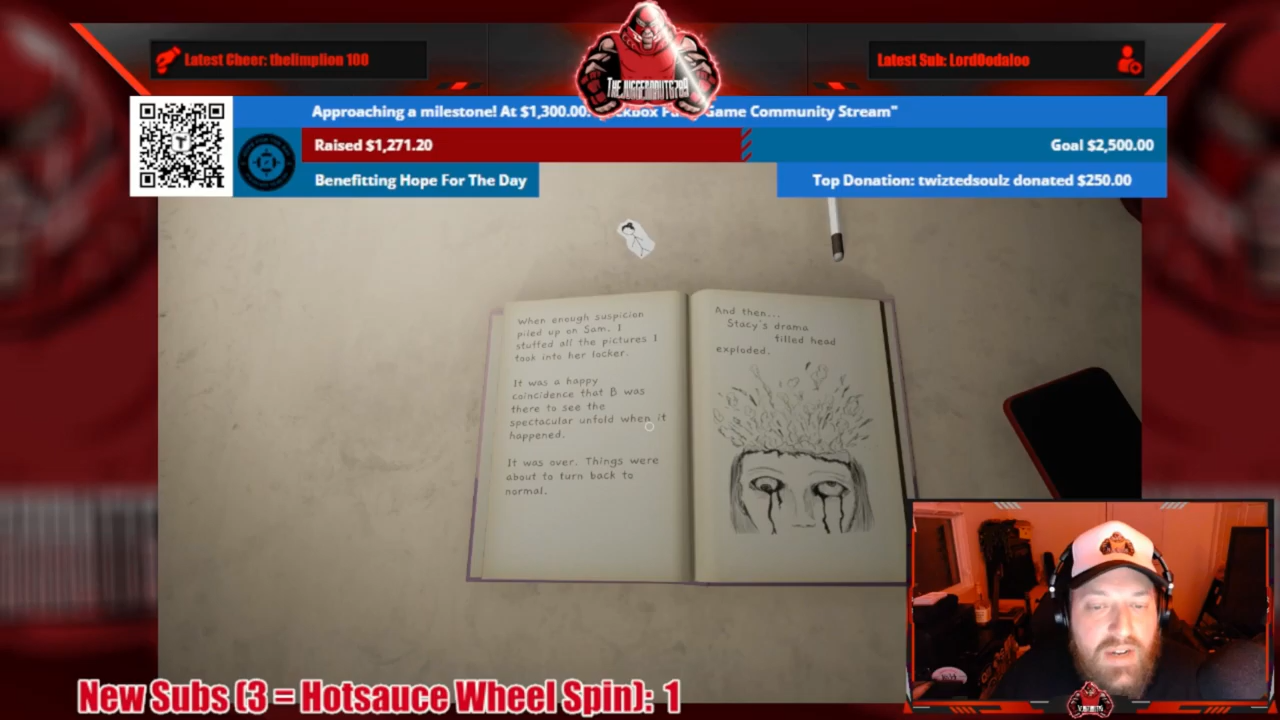 Latest Cheer: thelimplion 100
Latest Sub: LordOodaloo
TheJuggernaut6789
Approaching a milestone! At $1,300.00: Game Community Stream"
Raised $1,271.20
Goal $2,500.00
Benefitting Hope For The Day
Top Donation: twiztedsoulz donated $250.00
When enough suspicion
piled up on Sam. I
stuffed all the pictures I
took into her locker.
It was a happy
coincidence that B was
there to see the
spectacular unfold when it
happened.
It was over. Things were
about to turn back to
normal.
And then...
Stacy's drama
filled head
exploded.
New Subs (3 = Hotsauce Wheel Spin): 1